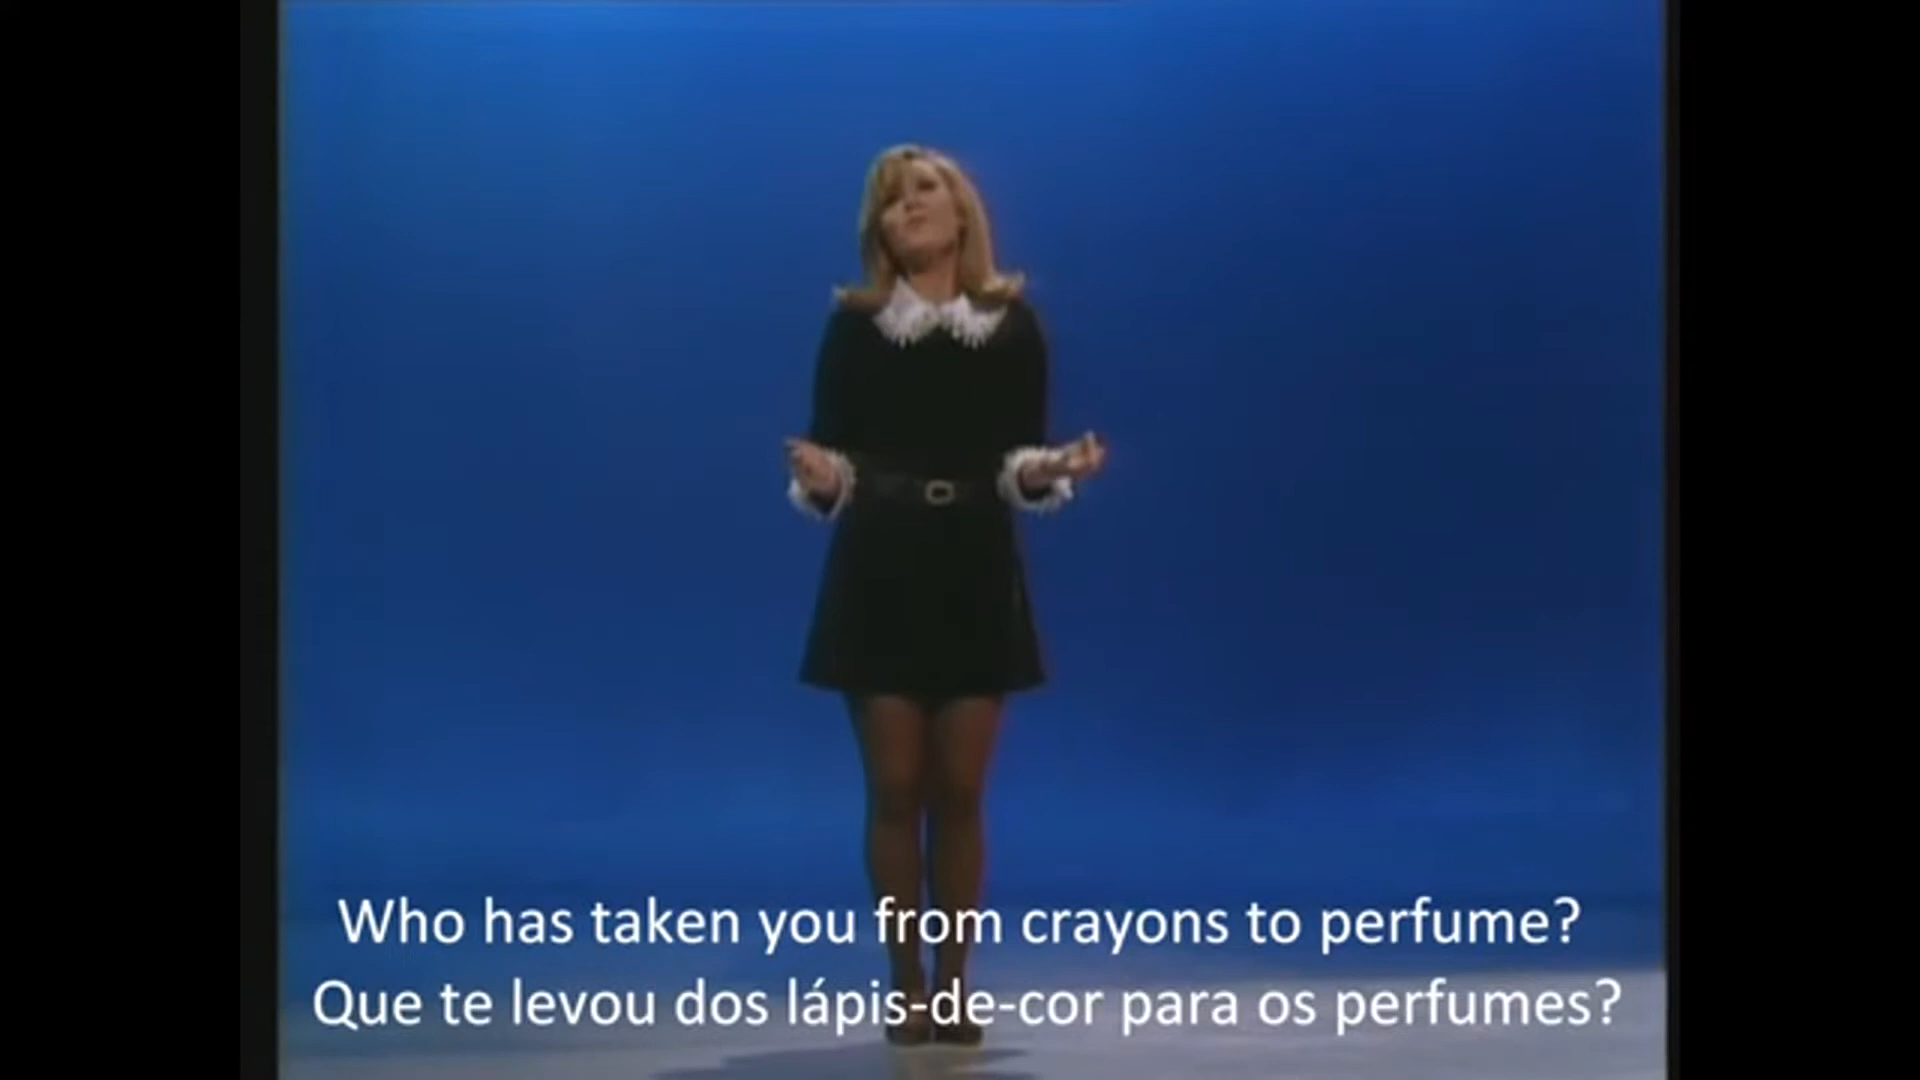 Who has taken you from crayons to perfume?
Que te levou dos lápis-de-cor para os perfumes?